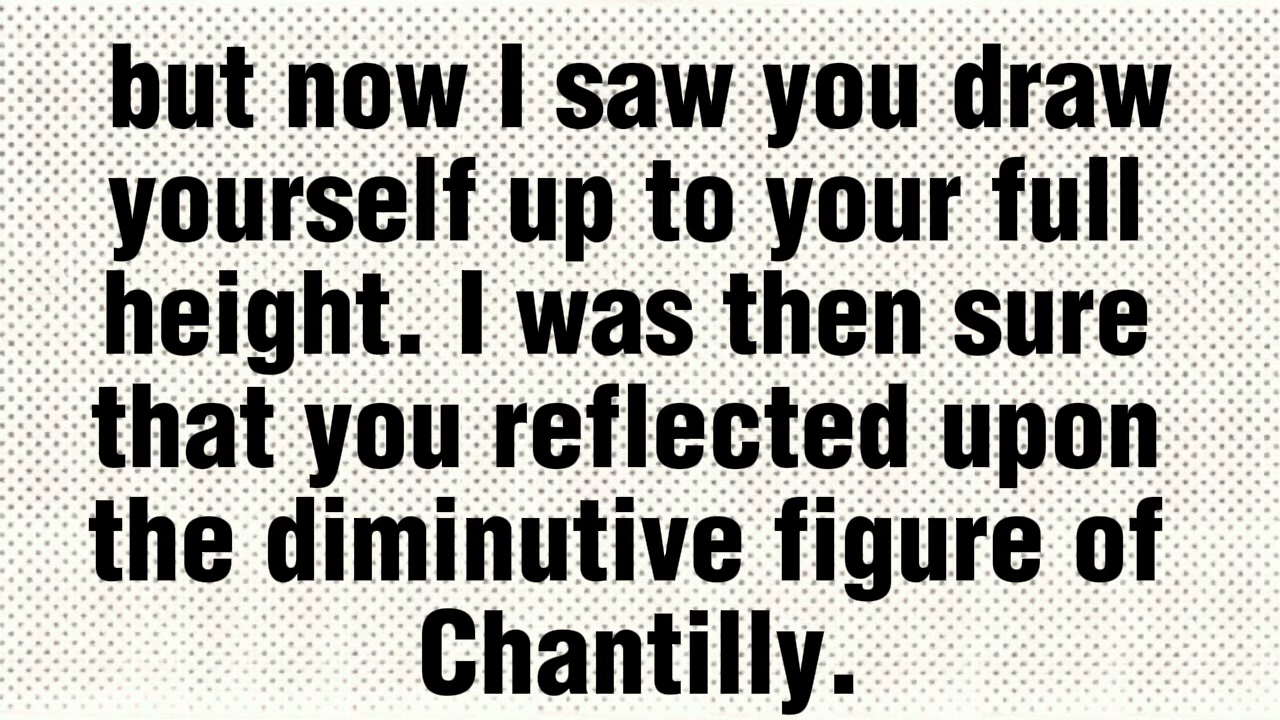 but now I saw you draw
yourself up to your full
height. I was then sure
that you reflected upon
the diminutive figure of
Chantilly.